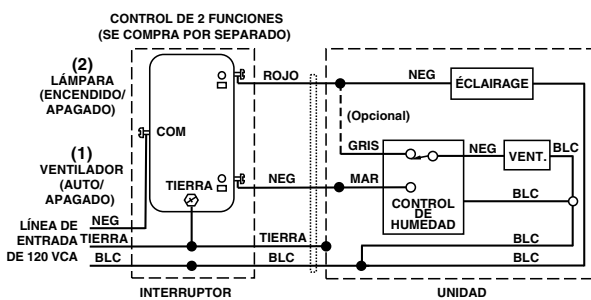 CONTROL DE 2 FUNCIONES
(SE COMPRA POR SEPARADO)
(2)
LÁMPARA
(ENCENDIDO/
APAGADO)
COM
(1)
VENTILADOR
(AUTO/
APAGADO)
TIERRA
ROJO
NEG
ÉCLAIRAGE
(Opcional)
GRIS
NEG
VENT.
BLC
NEG
MAR
CONTROL
DE
HUMEDAD
BLC
LÍNEA DE
ENTRADA
DE 120 VCA
NEG
TIERRA
TIERRA
BLC
BLC
BLC
BLC
INTERRUPTOR
UNIDAD